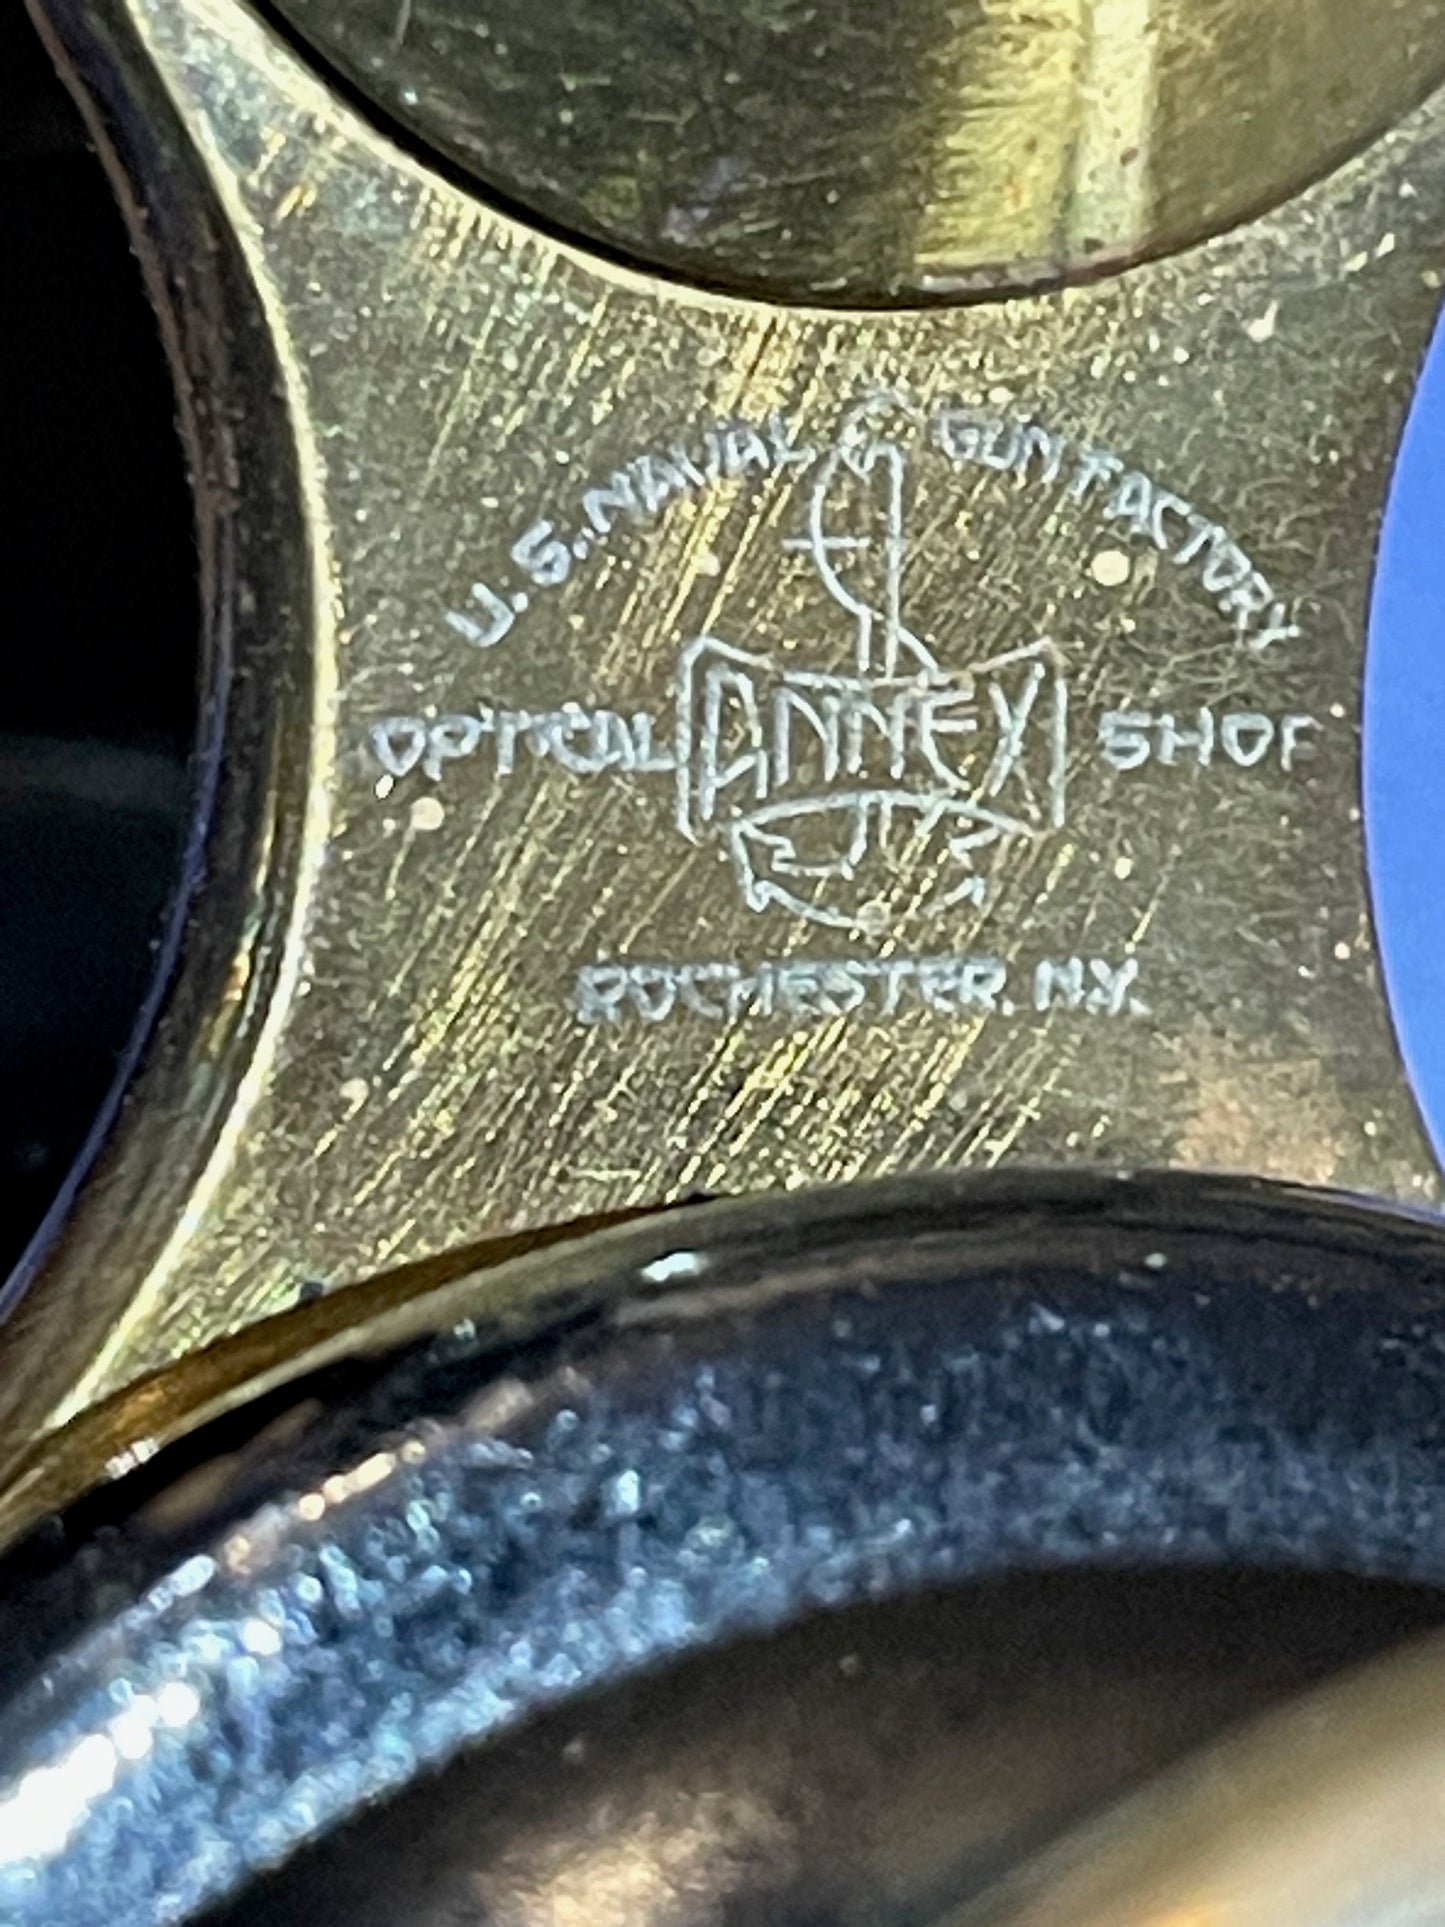 U.S. NAVAL GUN FACTORY
OPTICAL ANNEX SHOP
ROCHESTER. N.Y.